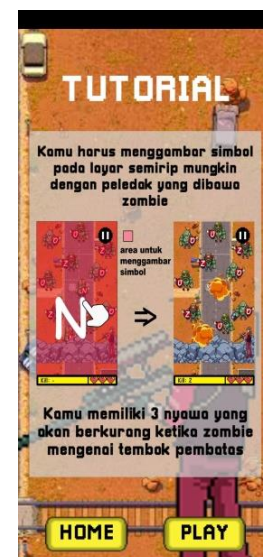 TUTORIAL
Kamu harus menggambar simbol
pada layar semirip mungkin
dengan peledak yang dibawa
zombie
area untuk
menggambar
simbol
Kamu memiliki 3 nyawa yang
akan berkurang ketika zombie
mengenai tembok pembatas
HOME
PLAY